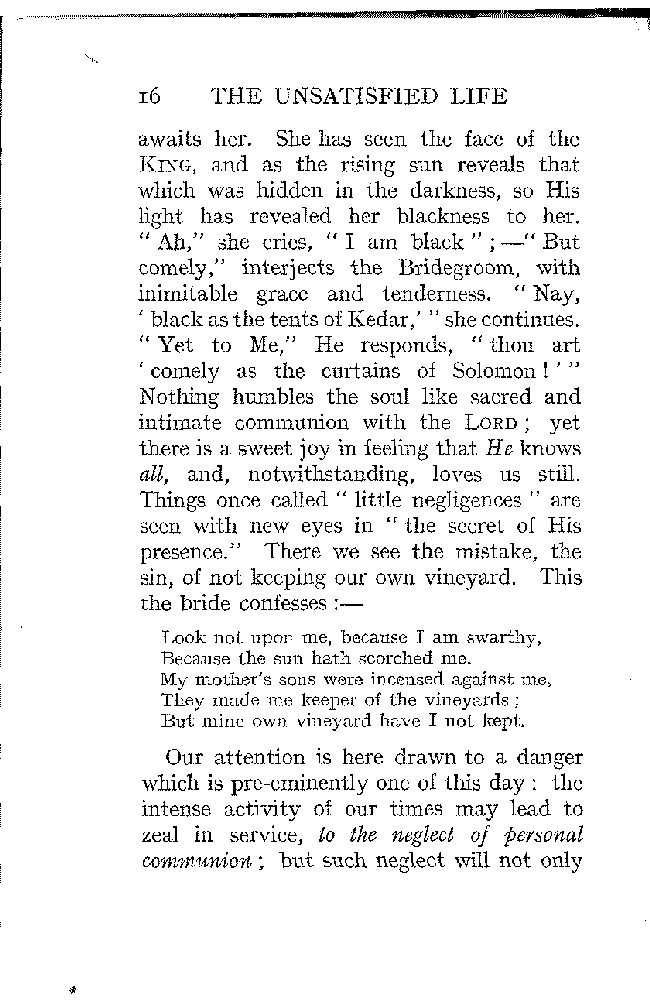 16 THE UNSATISFIED LIFE
awaits her. She has seen the face of the
KING, and as the rising sun reveals that
which was hidden in the darkness, so His
light has revealed her blackness to her.
“ Ah,” she cries, “ I am black ” ; —“ But
comely,” interjects the Bridegroom, with
inimitable grace and tenderness. “ Nay,
‘ black as the tents of Kedar,’ ” she continues.
“ Yet to Me,” He responds, “ thou art
‘ comely as the curtains of Solomon ! ’ ”
Nothing humbles the soul like sacred and
intimate communion with the LORD ; yet
there is a sweet joy in feeling that He knows
all, and, notwithstanding, loves us still.
Things once called “ little negligences ” are
seen with new eyes in “ the secret of His
presence.” There we see the mistake, the
sin, of not keeping our own vineyard. This
the bride confesses :—
Look not upon me, because I am swarthy,
Because the sun hath scorched me.
My mother’s sons were incensed against me,
They made me keeper of the vineyards ;
But mine own vineyard have I not kept.
Our attention is here drawn to a danger
which is pre-eminently one of this day : the
intense activity of our times may lead to
zeal in service, to the neglect of personal
communion ; but such neglect will not only